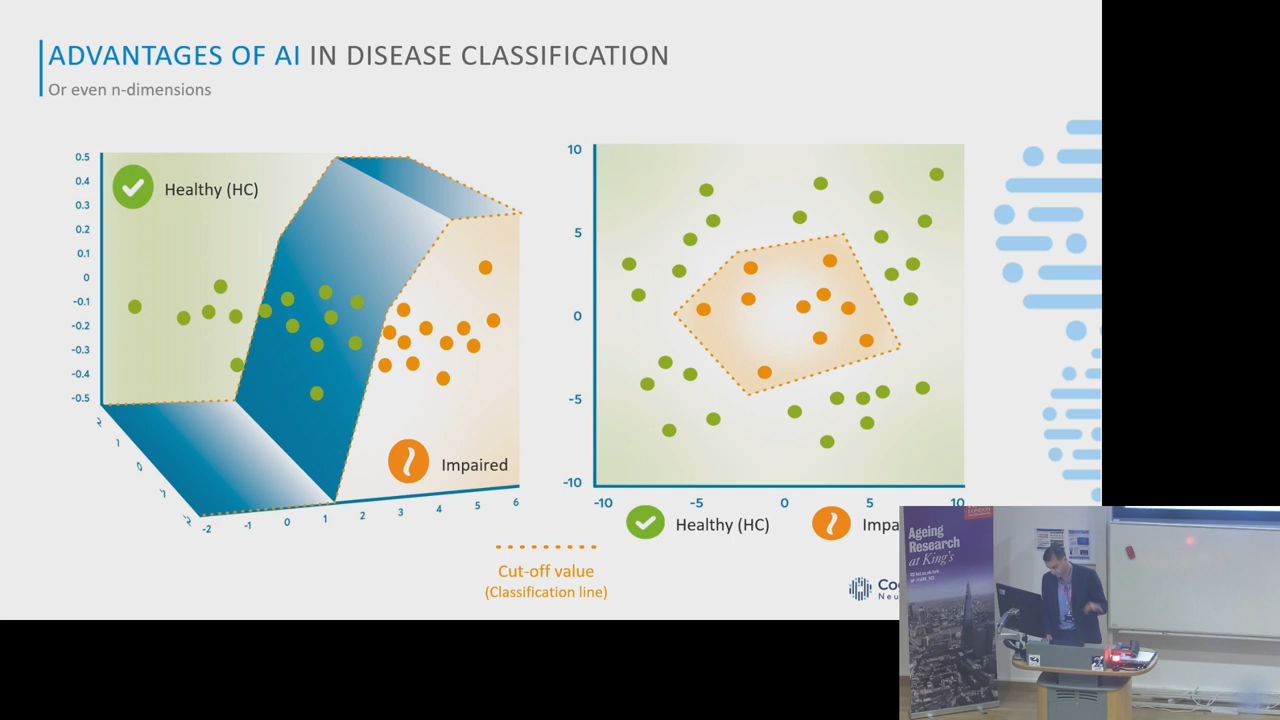 ADVANTAGES OF AI IN DISEASE CLASSIFICATION
Or even n-dimensions
0.5
0.4
0.3
0.2
0.1
0
-0.1
-0.2
-0.3
-0.4
-0.5
Healthy (HC)
Impaired
0
-2
-1
0
1
2
3
4
5
6
10
5
0
-5
-10
-10
-5
0
5
10
Healthy (HC)
Impa
Cut-off value
(Classification line)
Ageing
Research
at King's